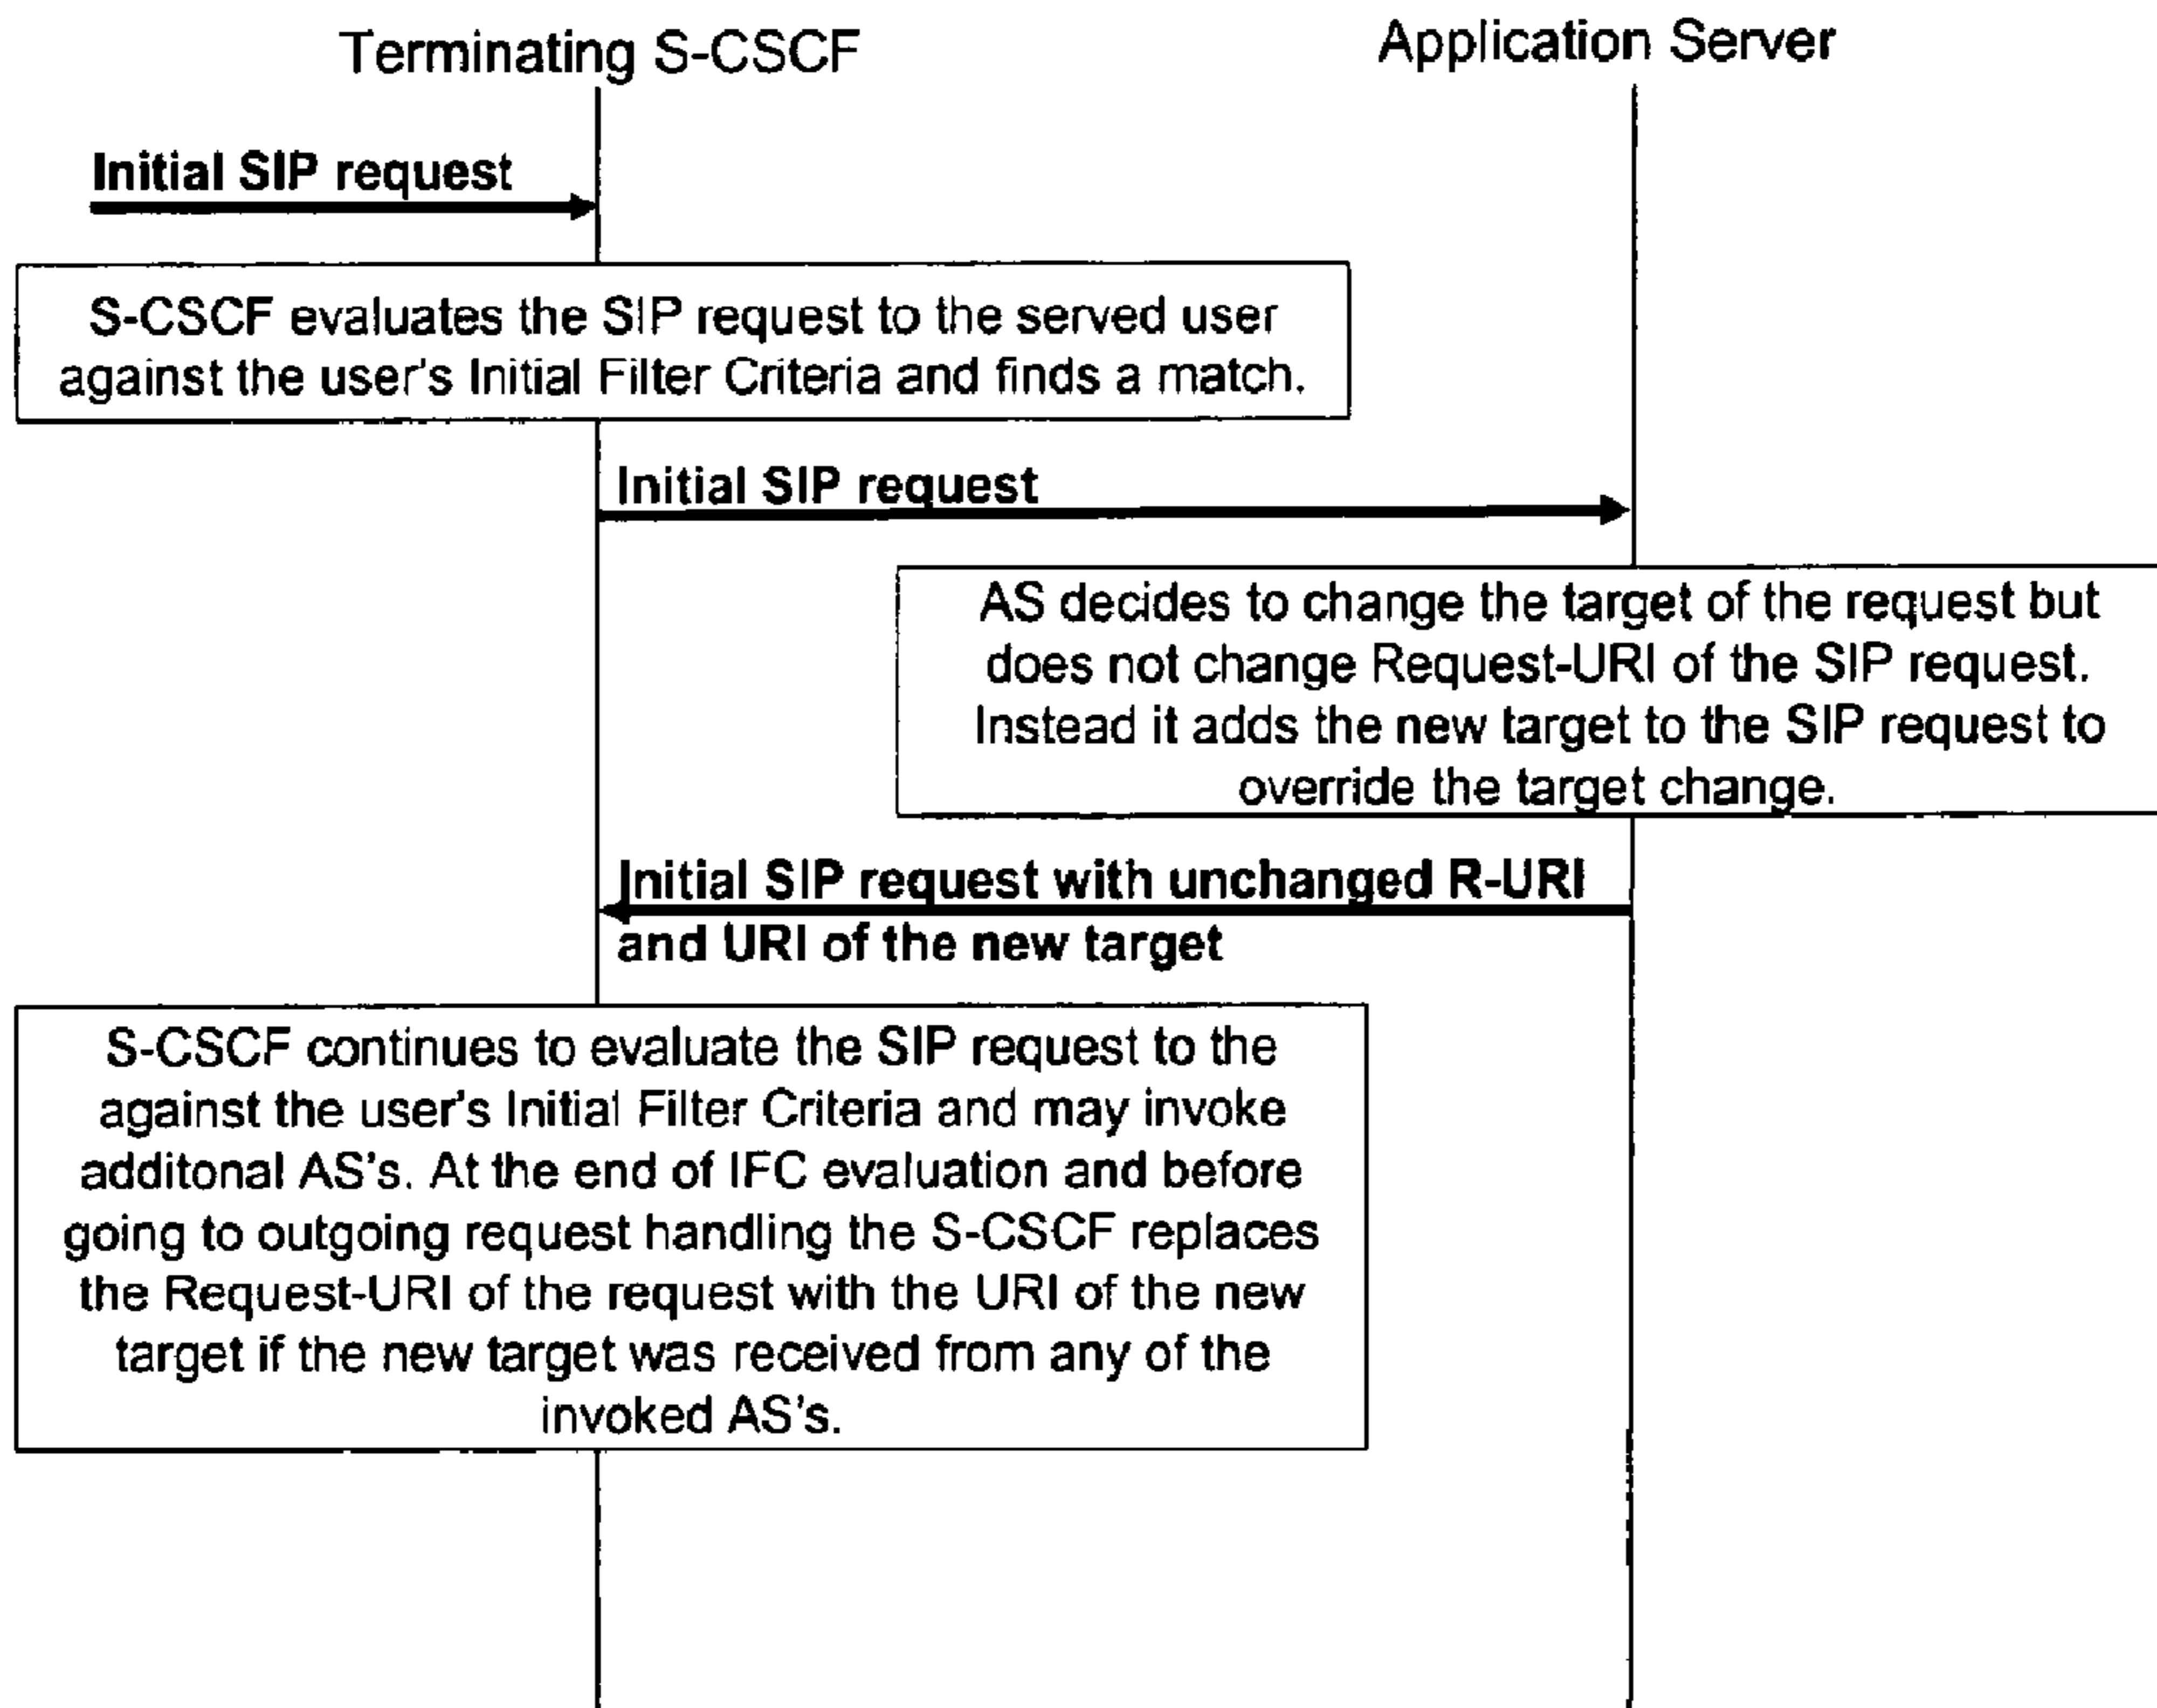 Terminating S-CSCF
Application Server
Initial SIP request
S-CSCF evaluates the SIP request to the served user
against the user's Initial Filter Criteria and finds a match.
Initial SIP request
AS decides to change the target of the request but
does not change Request-URI of the SIP request.
Instead it adds the new target to the SIP request to
override the target change.
Initial SIP request with unchanged R-URI
and URI of the new target
S-CSCF continues to evaluate the SIP request to the
against the user's Initial Filter Criteria and may invoke
additonal AS's. At the end of IFC evaluation and before
going to outgoing request handling the S-CSCF replaces
the Request-URI of the request with the URI of the new
target if the new target was received from any of the
invoked AS's.